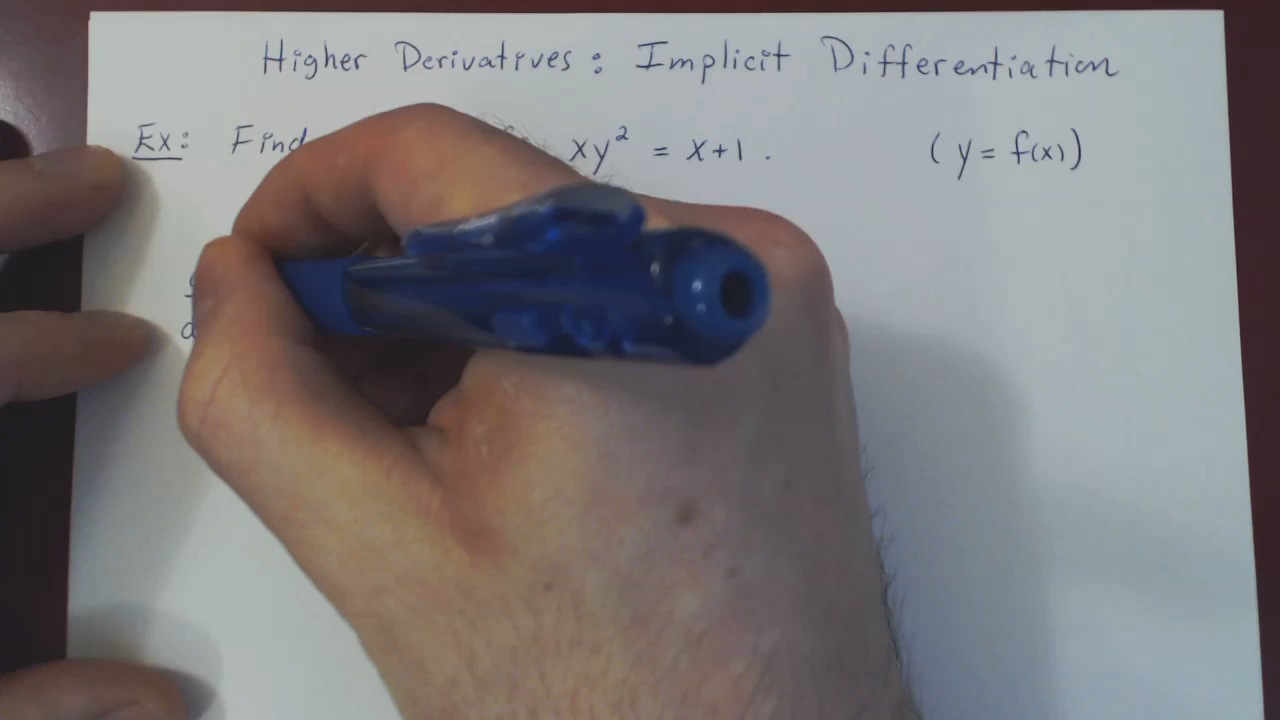 Higher Derivatives : Implicit Differentiation
Ex: Find xy² = x+1 . ( y = f(x) )
d